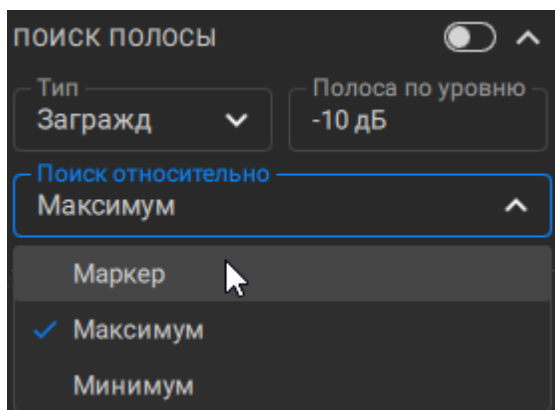 ПОИСК ПОЛОСЫ
Тип
Загражд
Полоса по уровню
-10 дБ
Поиск относительно
Максимум
Маркер
Максимум
Минимум